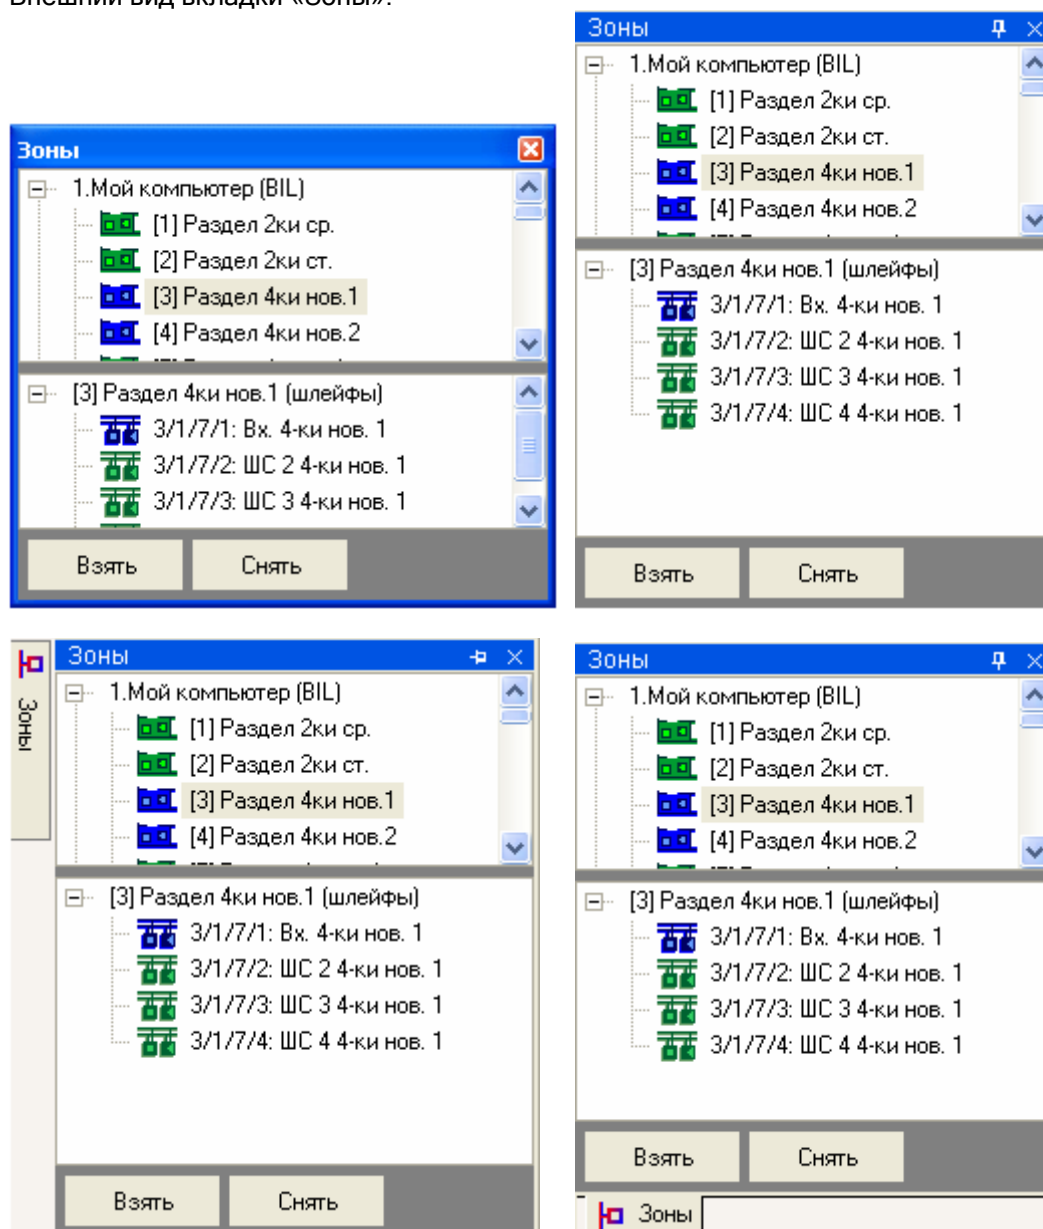 Внешний вид вкладки «Зоны»:
Зоны
1.Мой компьютер (BIL)
[1] Раздел 2ки ср.
[2] Раздел 2ки ст.
[3] Раздел 4ки нов.1
[4] Раздел 4ки нов.2
[3] Раздел 4ки нов.1 (шлейфы)
3/1/7/1: Вх. 4-ки нов. 1
3/1/7/2: ШС 2 4-ки нов. 1
3/1/7/3: ШС 3 4-ки нов. 1
Взять Снять
Зоны
1.Мой компьютер (BIL)
[1] Раздел 2ки ср.
[2] Раздел 2ки ст.
[3] Раздел 4ки нов.1
[4] Раздел 4ки нов.2
[3] Раздел 4ки нов.1 (шлейфы)
3/1/7/1: Вх. 4-ки нов. 1
3/1/7/2: ШС 2 4-ки нов. 1
3/1/7/3: ШС 3 4-ки нов. 1
3/1/7/4: ШС 4 4-ки нов. 1
Взять Снять
Зоны
Зоны
1.Мой компьютер (BIL)
[1] Раздел 2ки ср.
[2] Раздел 2ки ст.
[3] Раздел 4ки нов.1
[4] Раздел 4ки нов.2
[3] Раздел 4ки нов.1 (шлейфы)
3/1/7/1: Вх. 4-ки нов. 1
3/1/7/2: ШС 2 4-ки нов. 1
3/1/7/3: ШС 3 4-ки нов. 1
3/1/7/4: ШС 4 4-ки нов. 1
Взять Снять
Зоны
1.Мой компьютер (BIL)
[1] Раздел 2ки ср.
[2] Раздел 2ки ст.
[3] Раздел 4ки нов.1
[4] Раздел 4ки нов.2
[3] Раздел 4ки нов.1 (шлейфы)
3/1/7/1: Вх. 4-ки нов. 1
3/1/7/2: ШС 2 4-ки нов. 1
3/1/7/3: ШС 3 4-ки нов. 1
3/1/7/4: ШС 4 4-ки нов. 1
Взять Снять
Зоны